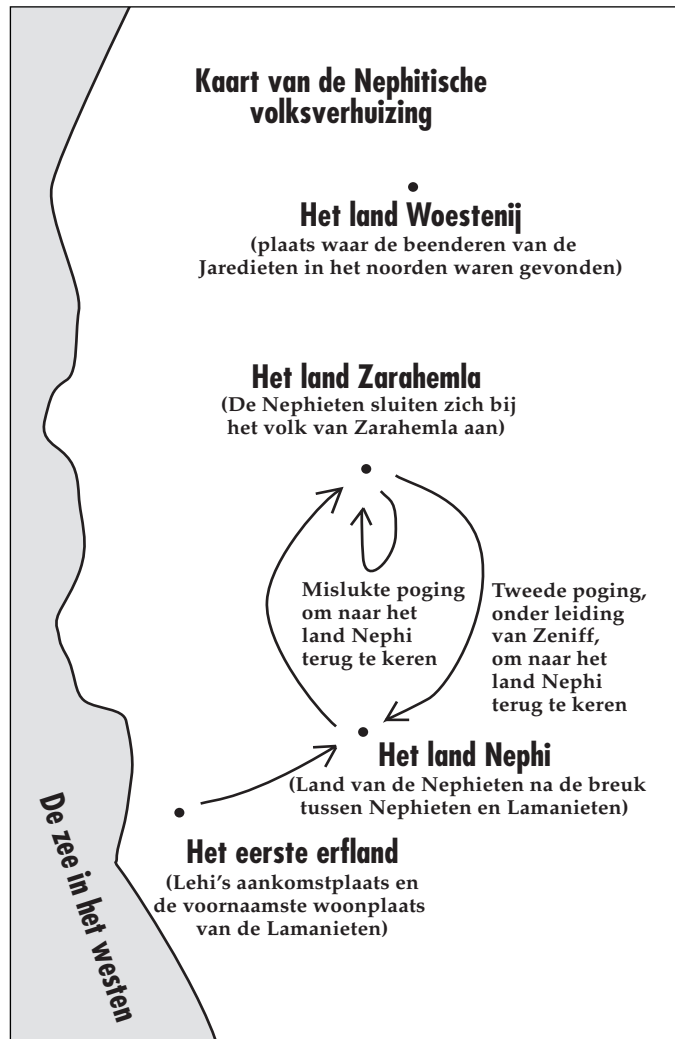 Kaart van de Nephitische
volksverhuizing
Het land Woestenij
(plaats waar de beenderen van de
Jaredieten in het noorden waren gevonden)
Het land Zarahemla
(De Nephieten sluiten zich bij
het volk van Zarahemla aan)
Mislukte poging
om naar het
land Nephi
terug te keren
Tweede poging,
onder leiding
van Zeniff,
om naar het
land Nephi
terug te keren
Het land Nephi
(Land van de Nephieten na de breuk
tussen Nephieten en Lamanieten)
Het eerste erfland
(Lehi's aankomstplaats en
de voornaamste woonplaats
van de Lamanieten)
De zee in het westen